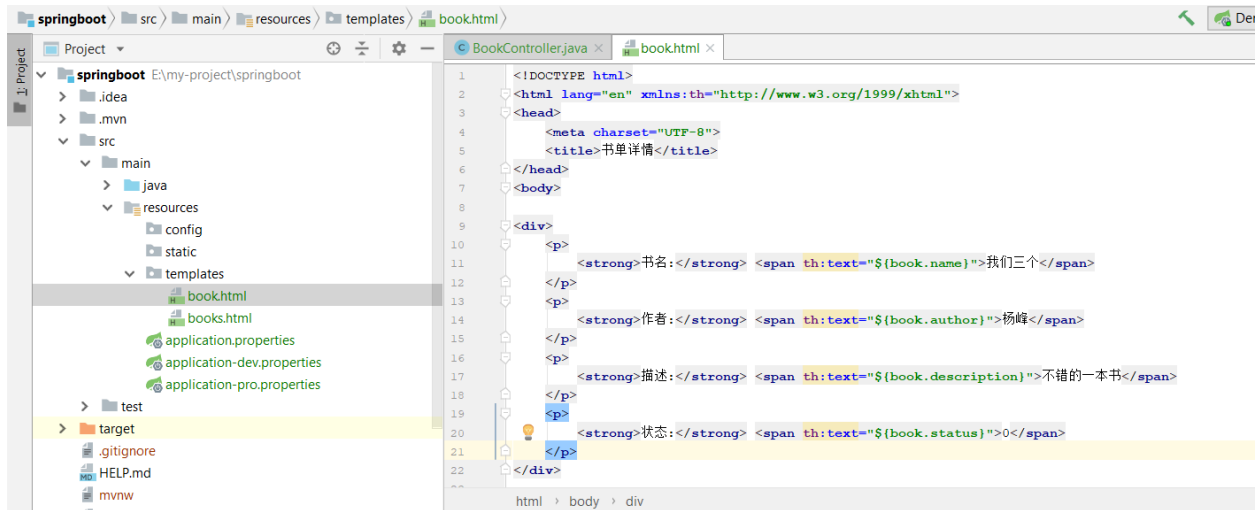 springboot src main resources templates book.html
Project
BookController.java
book.html
1: Project
springboot E:\my-project\springboot
.idea
.mvn
src
main
java
resources
config
static
templates
book.html
books.html
application.properties
application-dev.properties
application-pro.properties
test
target
.gitignore
HELP.md
mvnw
1 <!DOCTYPE html>
2 <html lang="en" xmlns:th="http://www.w3.org/1999/xhtml">
3 <head>
4 <meta charset="UTF-8">
5 <title>书单详情</title>
6 </head>
7 <body>
8
9 <div>
10 <p>
11 <strong>书名:</strong> <span th:text="${book.name}">我们三个</span>
12 </p>
13 <p>
14 <strong>作者:</strong> <span th:text="${book.author}">杨峰</span>
15 </p>
16 <p>
17 <strong>描述:</strong> <span th:text="${book.description}">不错的一本书</span>
18 </p>
19 <p>
20 <strong>状态:</strong> <span th:text="${book.status}">0</span>
21 </p>
22 </div>
html › body › div